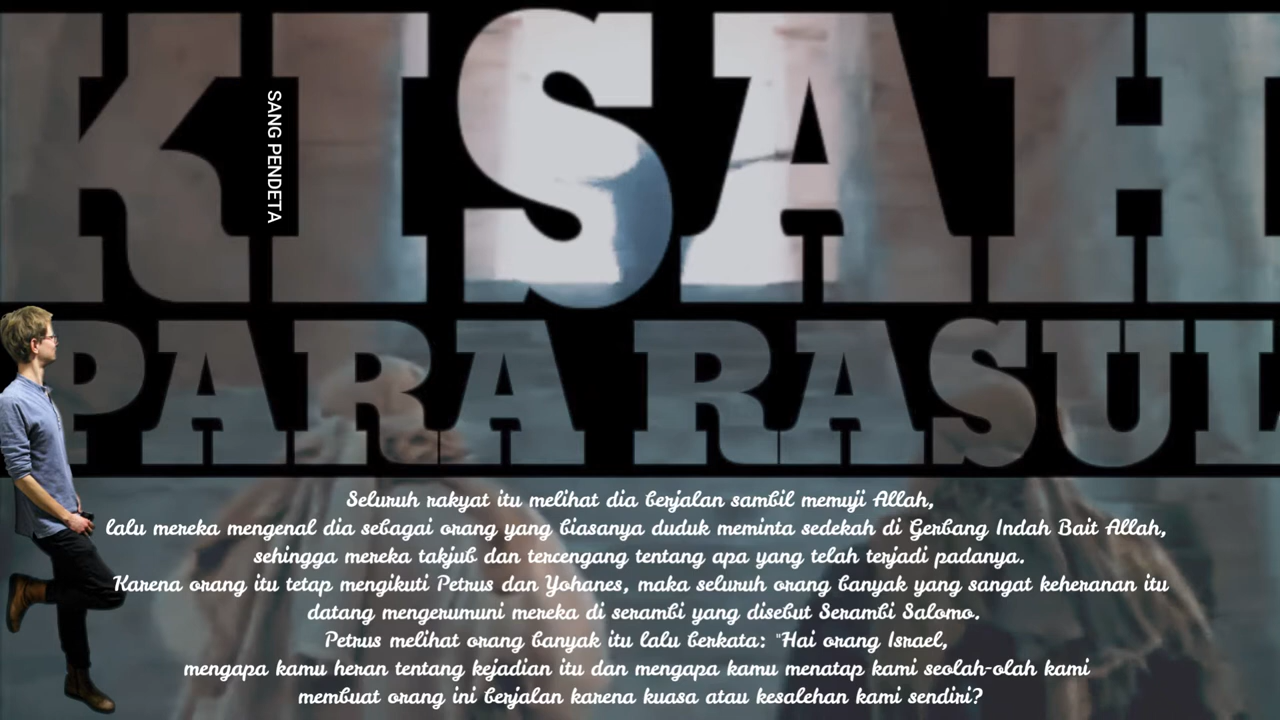 KISAH
SANG PENDETA
PARA RASUL
Seluruh rakyat itu melihat dia berjalan sambil memuji Allah,
lalu mereka mengenal dia sebagai orang yang biasanya duduk meminta sedekah di Gerbang Indah Bait Allah,
sehingga mereka takjub dan tercengang tentang apa yang telah terjadi padanya.
Karena orang itu tetap mengikuti Petrus dan Yohanes, maka seluruh orang banyak yang sangat keheranan itu
datang mengerumuni mereka di serambi yang disebut Serambi Salomo.
Petrus melihat orang banyak itu lalu berkata: "Hai orang Israel,
mengapa kamu heran tentang kejadian itu dan mengapa kamu menatap kami seolah-olah kami
membuat orang ini berjalan karena kuasa atau kesalehan kami sendiri?